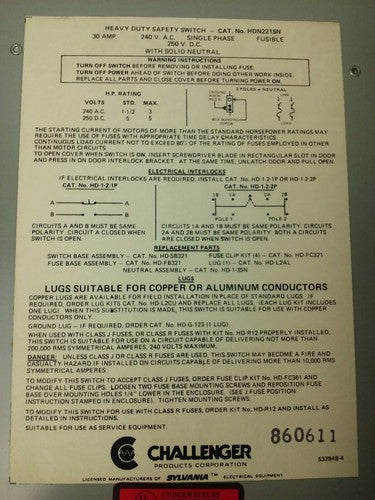 HEAVY DUTY SAFETY SWITCH - CAT. No. HDN221SN
30 AMP. 240 V. A.C. SINGLE PHASE FUSIBLE
250 V. D.C.
WITH SOLID NEUTRAL
WARNING INSTRUCTIONS
TURN OFF SWITCH BEFORE REMOVING OR INSTALLING FUSE.
TURN OFF POWER AHEAD OF SWITCH BEFORE DOING OTHER WORK INSIDE
REPLACE ALL PARTS AND CLOSE COVER BEFORE TURNING SWITCH ON.
H.P. RATING
VOLTS STD. MAX.
240 A.C. 1-1/2 3
250 D.C. 5 5
2 POLES + NEUTRAL
GROUND
WHEN
REQ'D
BOX BONDING
SCREW
LINE
LOAD
THE STARTING CURRENT OF MOTORS OF MORE THAN THE STANDARD HORSEPOWER RATINGS MAY
REQUIRE THE USE OF FUSES WITH APPROPRIATE TIME DELAY CHARACTERISTICS.
CONTINUOUS LOAD CURRENT NOT TO EXCEED 80% OF THE RATING OF FUSES EMPLOYED IN OTHER
THAN MOTOR CIRCUITS.
TO OPEN COVER WHEN SWITCH IS ON, INSERT SCREWDRIVER BLADE IN RECTANGULAR SLOT IN DOOR
AND PRESS IN ON DOOR INTERLOCK BRACKET. AT THE SAME TIME, UNLATCH DOOR AND PULL OPEN
ELECTRICAL INTERLOCKS
IF ELECTRICAL INTERLOCKS ARE REQUIRED, INSTALL CAT. No. HD-1-2-1P OR HD 1-2-2P
CAT. No. HD-1-2-1P CAT. No. HD-1-2-2P
A A
B B
1B 1A 2A 2B
POLE 1 POLE 2
CIRCUITS A AND B MUST BE SAME
POLARITY. CIRCUIT A CLOSED WHEN
SWITCH IS OPEN.
CIRCUITS 1A AND 1B MUST BE SAME POLARITY. CIRCUITS
2A AND 2B MUST BE SAME POLARITY BOTH A CIRCUITS
ARE CLOSED WHEN SWITCH IS OPEN.
REPLACEMENT PARTS
SWITCH BASE ASSEMBLY - CAT. No. HD-SB321 FUSE CLIP KIT (4) - CAT. No. HD-FC321
FUSE BASE ASSEMBLY - CAT. No. HD-FB321 LUG KIT (1) - CAT. No. HD-L2AL
NEUTRAL ASSEMBLY - CAT. No. HD-1-3SN
LUGS
LUGS SUITABLE FOR COPPER OR ALUMINUM CONDUCTORS
COPPER LUGS ARE AVAILABLE FOR FIELD INSTALLATION IN PLACE OF STANDARD LUGS IF
REQUIRED. ORDER LUG KITS CAT. No. HD-L2CU AND REPLACE ALL LUGS (EACH LUG KIT INCLUDES
ONE LUG) WHEN THIS SUBSTITUTION IS MADE, THIS SWITCH IS SUITABLE FOR USE WITH COPPER
CONDUCTORS ONLY.
GROUND LUG - IF REQUIRED, ORDER CAT. No. HD-G-123 (1 LUG).
WHEN USED WITH CLASS J FUSES, OR CLASS R FUSES WITH KIT No. HD-R12 PROPERLY INSTALLED,
THIS SWITCH IS SUITABLE FOR USE ON A CIRCUIT CAPABLE OF DELIVERING NOT MORE THAN
200,000 RMS SYMMETRICAL AMPERES, 240 VOLTS MAXIMUM.
DANGER: UNLESS CLASS J OR CLASS R FUSES ARE USED, THIS SWITCH MAY BECOME A FIRE AND
CASUALTY HAZARD IF INSTALLED ON CIRCUITS CAPABLE OF DELIVERING MORE THAN 10,000 RMS
SYMMETRICAL AMPERES.
TO MODIFY THIS SWITCH TO ACCEPT CLASS J FUSES, ORDER FUSE CLIP KIT No. HD-FC361 AND
CHANGE ALL FUSE CLIPS. LOOSEN TWO FUSE BASE MOUNTING SCREWS AND REPOSITION FUSE
BASE OVER MOUNTING HOLES 1/4" LOWER IN THE ENCLOSURE. (SEE J FUSE POSITION
INSTRUCTION STAMPED IN ENCLOSURE). TIGHTEN MOUNTING SCREWS.
TO MODIFY THIS SWITCH FOR USE WITH CLASS R FUSES, ORDER KIT No. HD-R12 AND INSTALL AS
DETAILED IN INSTRUCTIONS.
SUITABLE FOR USE AS SERVICE EQUIPMENT.
860611
CHALLENGER
PRODUCTS CORPORATION
53294B-4
LICENSED MANUFACTURERS OF SYLVANIA ELECTRICAL EQUIPMENT.
UNDERWRITERS